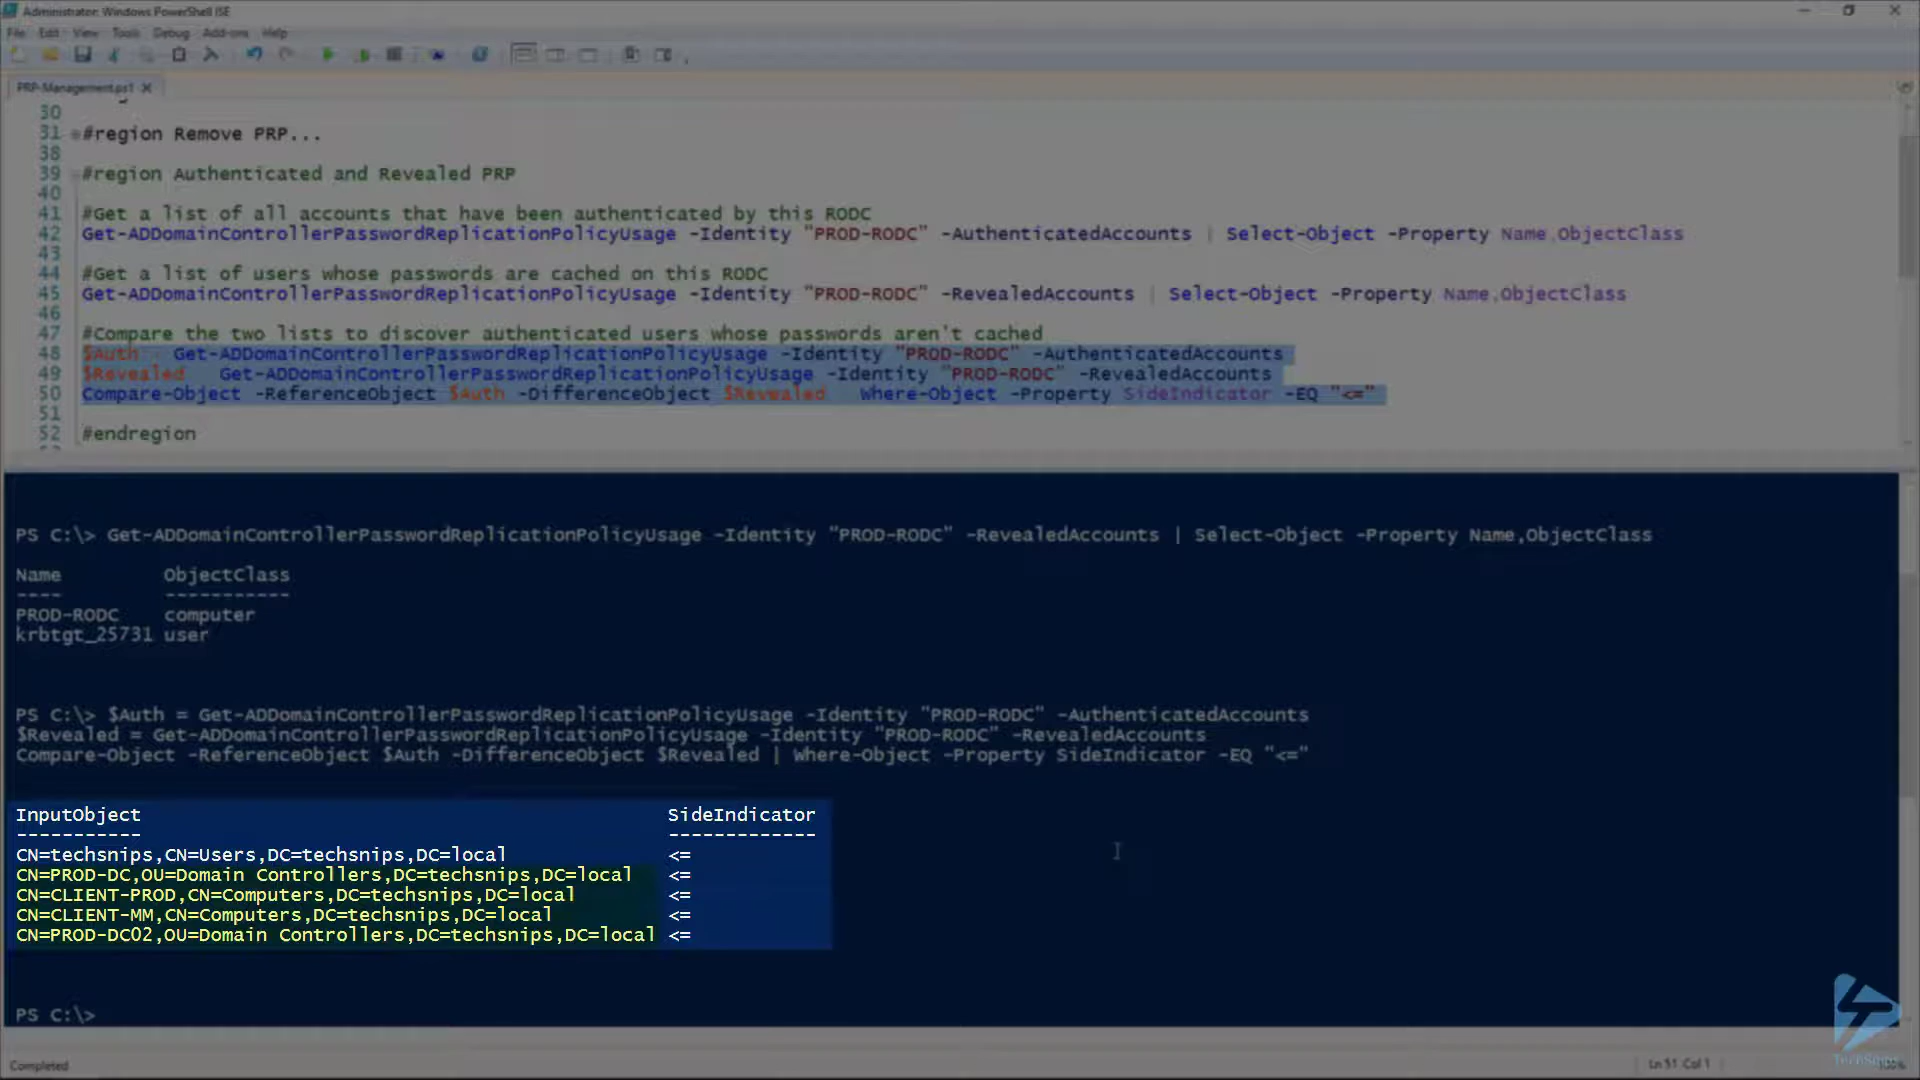 Administrator: Windows PowerShell ISE
File Edit View Tools Debug Add-ons Help
PRP-Management.ps1
30
31 #region Remove PRP...
38
39 #region Authenticated and Revealed PRP
40
41 #Get a list of all accounts that have been authenticated by this RODC
42 Get-ADDomainControllerPasswordReplicationPolicyUsage -Identity "PROD-RODC" -AuthenticatedAccounts | Select-Object -Property Name,ObjectClass
43
44 #Get a list of users whose passwords are cached on this RODC
45 Get-ADDomainControllerPasswordReplicationPolicyUsage -Identity "PROD-RODC" -RevealedAccounts | Select-Object -Property Name,ObjectClass
46
47 #Compare the two lists to discover authenticated users whose passwords aren't cached
48 $Auth Get-ADDomainControllerPasswordReplicationPolicyUsage -Identity "PROD-RODC" -AuthenticatedAccounts
49 $Revealed Get-ADDomainControllerPasswordReplicationPolicyUsage -Identity "PROD-RODC" -RevealedAccounts
50 Compare-Object -ReferenceObject $Auth -DifferenceObject $Revealed Where-Object -Property SideIndicator -EQ "<="
51
52 #endregion
PS C:\> Get-ADDomainControllerPasswordReplicationPolicyUsage -Identity "PROD-RODC" -RevealedAccounts | Select-Object -Property Name,ObjectClass
Name ObjectClass
---- -----------
PROD-RODC computer
krbtgt_25731 user
PS C:\> $Auth = Get-ADDomainControllerPasswordReplicationPolicyUsage -Identity "PROD-RODC" -AuthenticatedAccounts
$Revealed = Get-ADDomainControllerPasswordReplicationPolicyUsage -Identity "PROD-RODC" -RevealedAccounts
Compare-Object -ReferenceObject $Auth -DifferenceObject $Revealed | Where-Object -Property SideIndicator -EQ "<="
InputObject SideIndicator
----------- -------------
CN=techsnips,CN=Users,DC=techsnips,DC=local <=
CN=PROD-DC,OU=Domain Controllers,DC=techsnips,DC=local <=
CN=CLIENT-PROD,CN=Computers,DC=techsnips,DC=local <=
CN=CLIENT-MM,CN=Computers,DC=techsnips,DC=local <=
CN=PROD-DC02,OU=Domain Controllers,DC=techsnips,DC=local <=
PS C:\>
Completed
Ln 51 Col 1